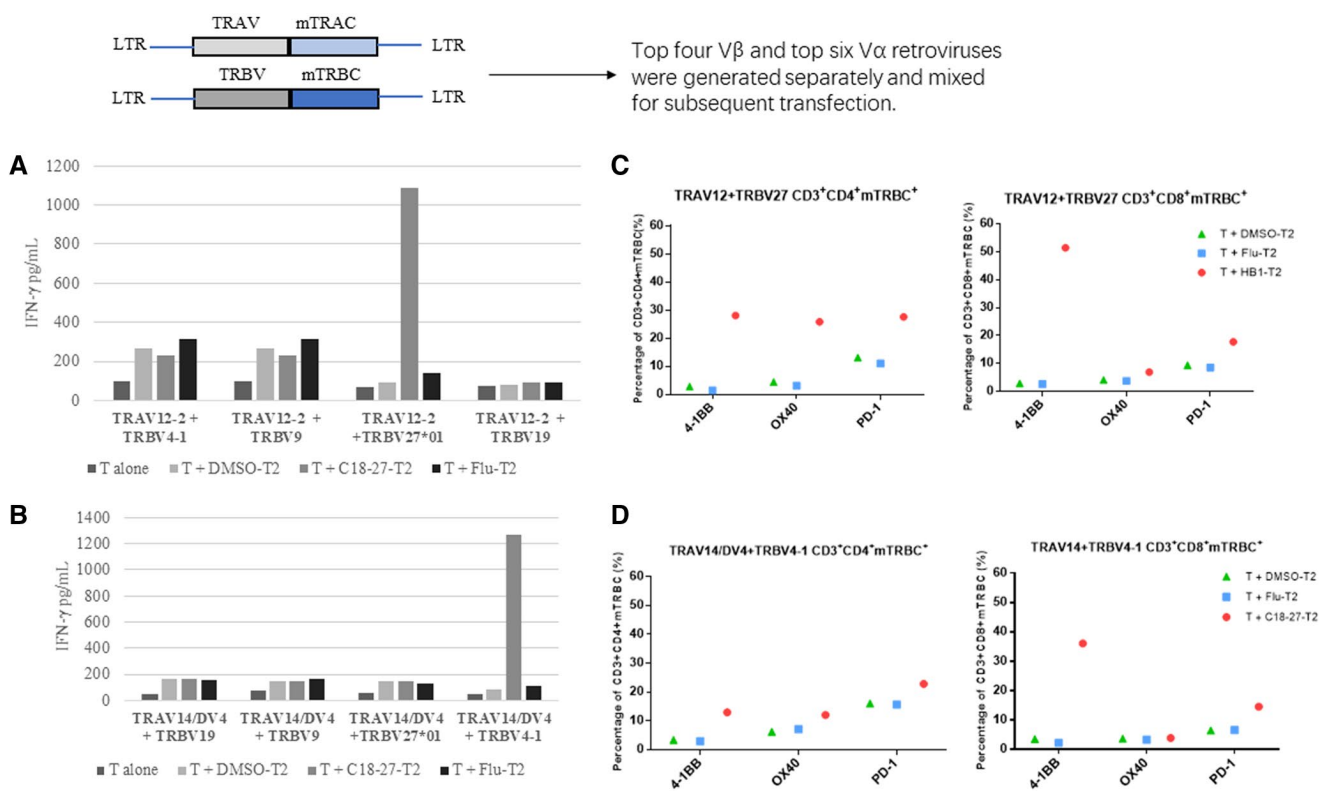 TRAV mTRAC
LTR LTR
TRBV mTRBC
LTR LTR
Top four Vβ and top six Vα retroviruses
were generated separately and mixed
for subsequent transfection.
A
IFN-γ pg/mL
1200
1000
800
600
400
200
0
TRAV12-2 +
TRBV4-1
TRAV12-2 +
TRBV9
TRAV12-2
+TRBV27*01
TRAV12-2 +
TRBV19
T alone T + DMSO-T2 T + C18-27-T2 T + Flu-T2
B
IFN-γ pg/mL
1400
1200
1000
800
600
400
200
0
TRAV14/DV4
+ TRBV19
TRAV14/DV4
+ TRBV9
TRAV14/DV4
+TRBV27*01
TRAV14/DV4
+ TRBV4-1
T alone T + DMSO-T2 T + C18-27-T2 T + Flu-T2
C
TRAV12+TRBV27 CD3+CD4+mTRBC+
Percentage of CD3+CD4+mTRBC(%)
60
50
40
30
20
10
0
4-1BB
OX40
PD-1
TRAV12+TRBV27 CD3+CD8+mTRBC+
Percentage of CD3+CD8+mTRBC (%)
60
50
40
30
20
10
0
4-1BB
OX40
PD-1
T + DMSO-T2
T + Flu-T2
T + HB1-T2
D
TRAV14/DV4+TRBV4-1 CD3+CD4+mTRBC+
Percentage of CD3+CD4+mTRBC (%)
60
50
40
30
20
10
0
4-1BB
OX40
PD-1
TRAV14+TRBV4-1 CD3+CD8+mTRBC+
Percentage of CD3+CD8+mTRBC (%)
60
50
40
30
20
10
0
4-1BB
OX40
PD-1
T + DMSO-T2
T + Flu-T2
T + C18-27-T2